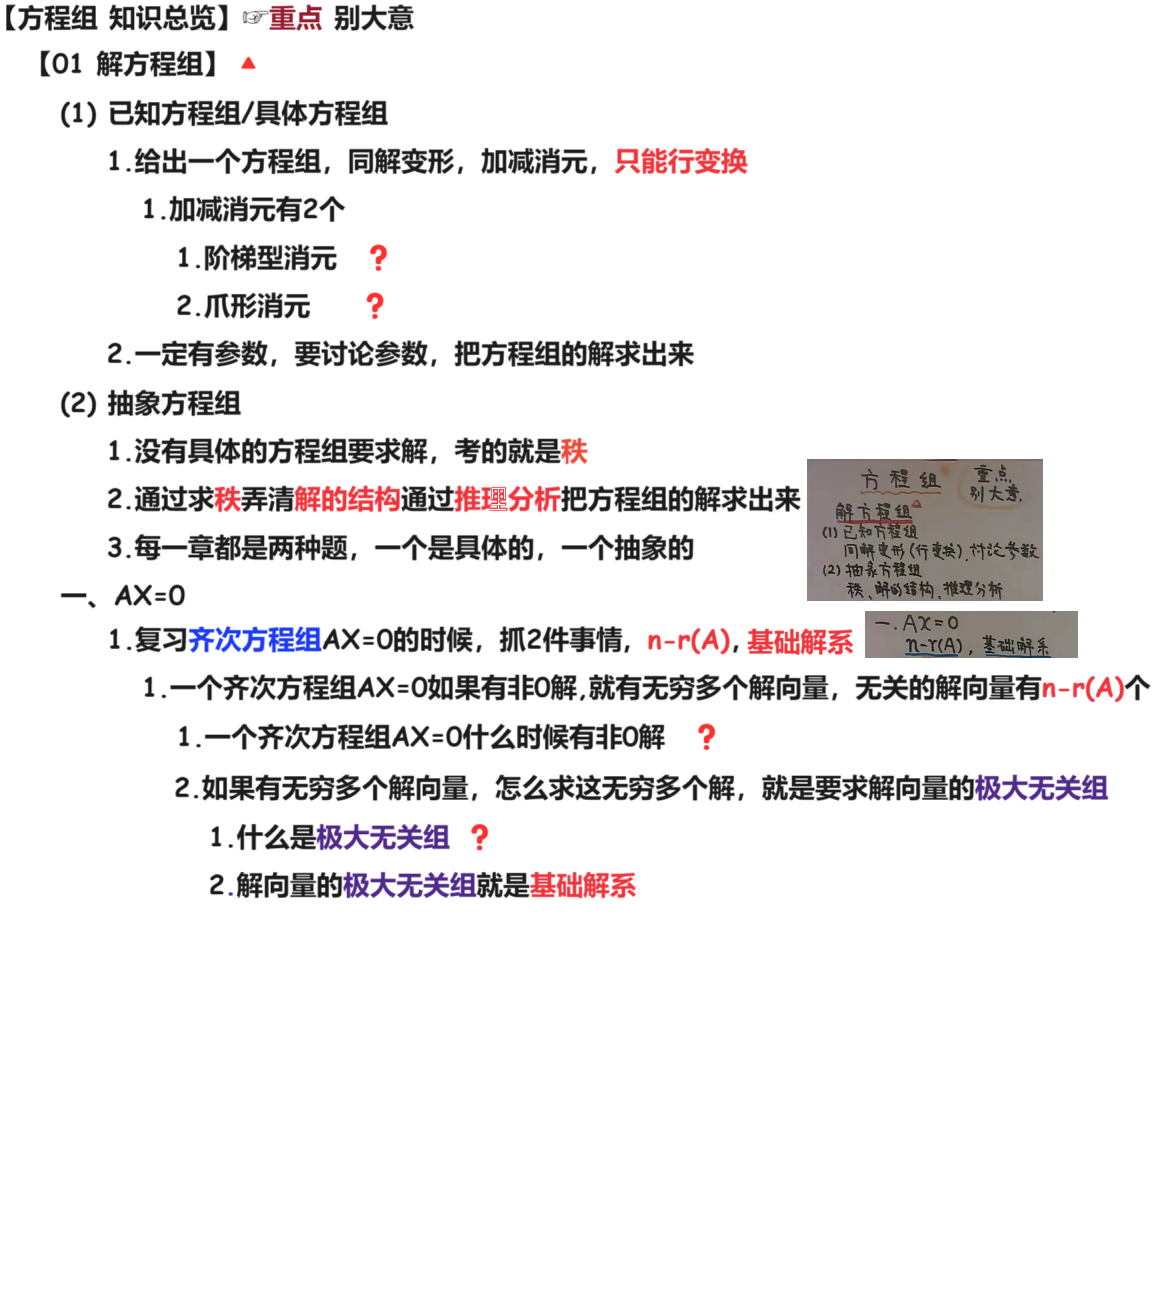 【方程组 知识总览】☞重点 别大意
【01 解方程组】🔺
(1) 已知方程组/具体方程组
1.给出一个方程组，同解变形，加减消元，只能行变换
1.加减消元有2个
1.阶梯型消元 ❓
2.爪形消元 ❓
2.一定有参数，要讨论参数，把方程组的解求出来
(2) 抽象方程组
1.没有具体的方程组要求解，考的就是秩
2.通过求秩弄清解的结构通过推理分析把方程组的解求出来
3.每一章都是两种题，一个是具体的，一个抽象的
方程组 重点
别大意
解方程组
(1) 已知方程组
同解变形(行变换),讨论参数
(2) 抽象方程组
秩、解的结构、推理分析
一、AX=0
1.复习齐次方程组AX=0的时候，抓2件事情，n-r(A),基础解系
一.AX=0
n-r(A)，基础解系
1.一个齐次方程组AX=0如果有非0解,就有无穷多个解向量，无关的解向量有n-r(A)个
1.一个齐次方程组AX=0什么时候有非0解 ❓
2.如果有无穷多个解向量，怎么求这无穷多个解，就是要求解向量的极大无关组
1.什么是极大无关组 ❓
2.解向量的极大无关组就是基础解系